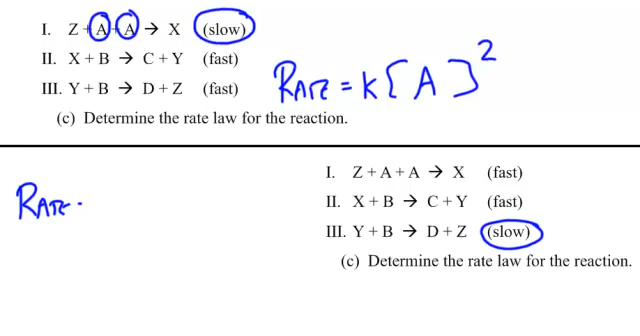 I. Z + A + A → X (slow)
II. X + B → C + Y (fast)
III. Y + B → D + Z (fast)
RATE = K [A]²
(c) Determine the rate law for the reaction.
I. Z + A + A → X (fast)
II. X + B → C + Y (fast)
RATE.
III. Y + B → D + Z (slow)
(c) Determine the rate law for the reaction.